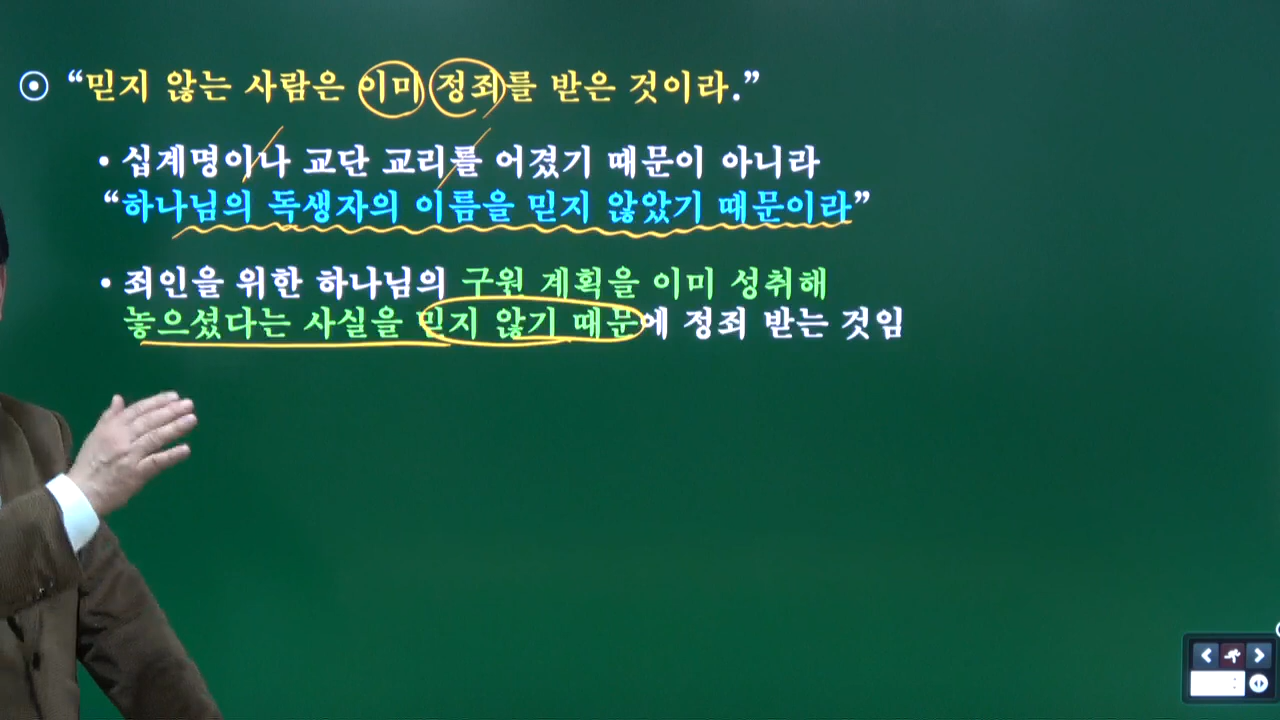 ⊙ “믿지 않는 사람은 이미 정죄를 받은 것이라.”
• 십계명이나 교단 교리를 어겼기 때문이 아니라
“하나님의 독생자의 이름을 믿지 않았기 때문이라”
• 죄인을 위한 하나님의 구원 계획을 이미 성취해
놓으셨다는 사실을 믿지 않기 때문에 정죄 받는 것임